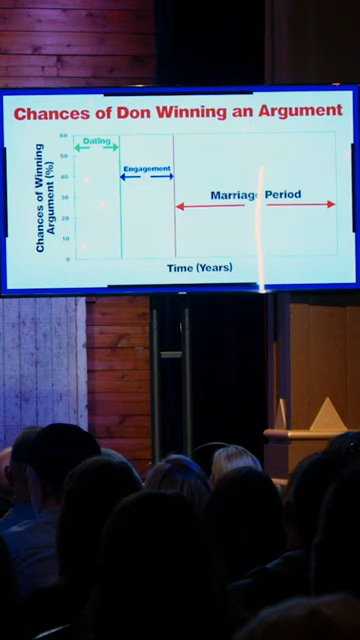 Chances of Don Winning an Argument
Chances of Winning
Argument (%)
60
50
40
30
20
10
0
Dating
Engagement
Marriage Period
Time (Years)